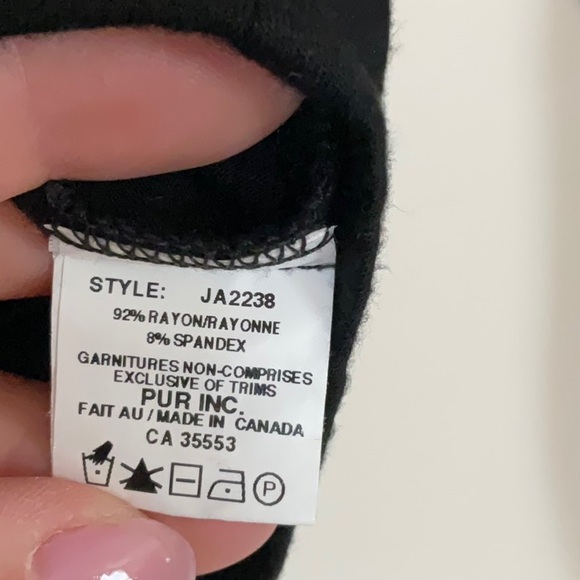 STYLE: JA2238
92% RAYON/RAYONNE
8% SPANDEX
GARNITURES NON-COMPRISES
EXCLUSIVE OF TRIMS
PUR INC.
FAIT AU / MADE IN CANADA
CA 35553
P